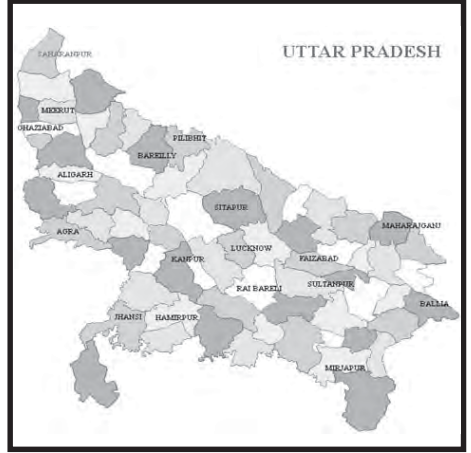 UTTAR PRADESH
TAHARANPUR
MEERUT
GHAZIABAD
PILIBHIT
BAREILLY
ALIGARH
SITAPUR
MAHARAJGANJ
AGRA
LUCKNOW
KANPUR
FAIZABAD
SULTANPUR
RAI BARELI
BALLIA
JHANSI
HAMIRPUR
MIRJAPUR